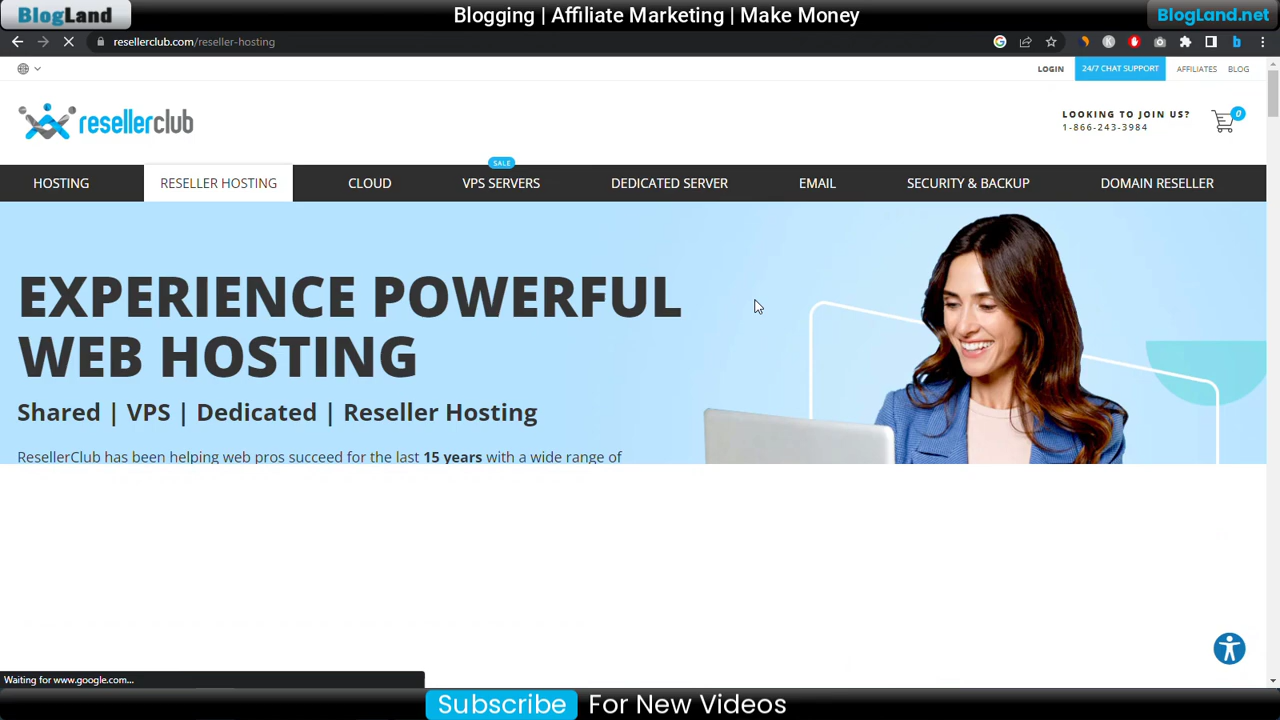 BlogLand
Blogging | Affiliate Marketing | Make Money
BlogLand.net
resellerclub.com/reseller-hosting
LOGIN
24/7 CHAT SUPPORT
AFFILIATES
BLOG
resellerclub
LOOKING TO JOIN US?
1-866-243-3984
0
SALE
HOSTING
RESELLER HOSTING
CLOUD
VPS SERVERS
DEDICATED SERVER
EMAIL
SECURITY & BACKUP
DOMAIN RESELLER
EXPERIENCE POWERFUL
WEB HOSTING
Shared | VPS | Dedicated | Reseller Hosting
ResellerClub has been helping web pros succeed for the last 15 years with a wide range of
Waiting for www.google.com...
Subscribe For New Videos